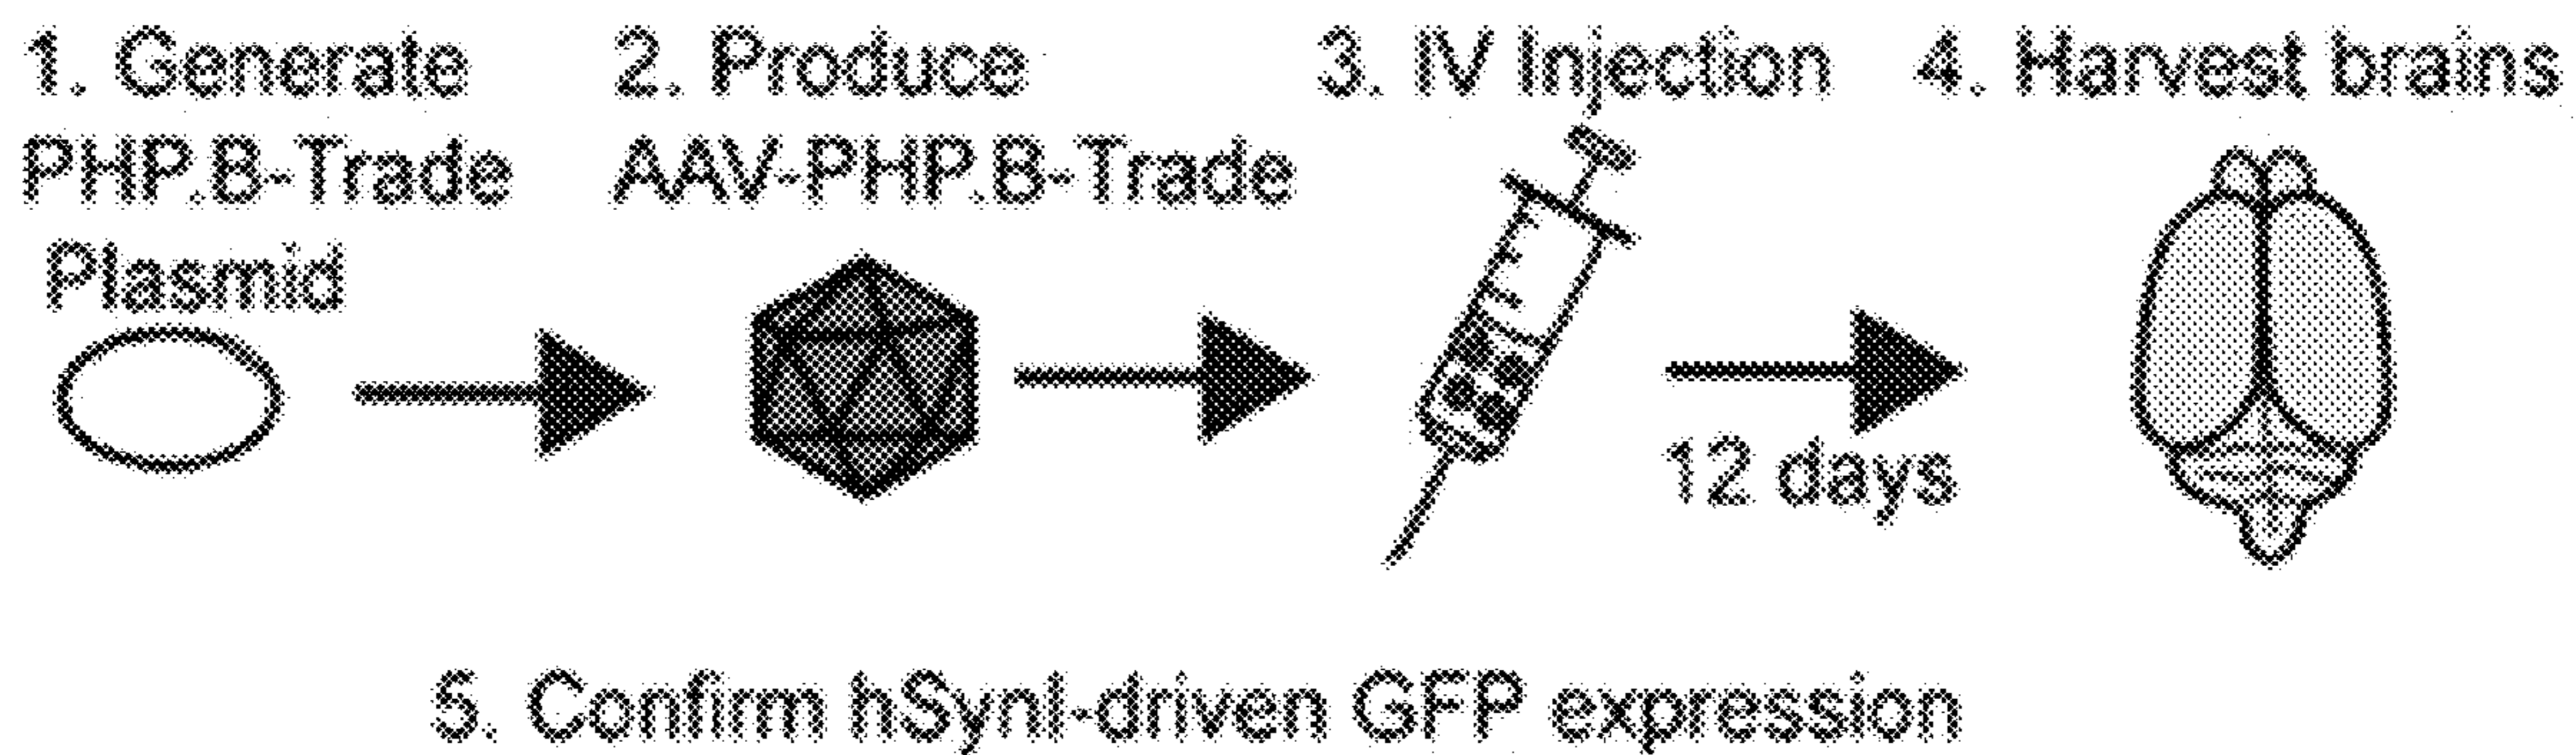 1. Generate
PHP.B-Trade
Plasmid
2. Produce
AAV-PHP.B-Trade
3. IV Injection
12 days
4. Harvest brains
5. Confirm hSynI-driven GFP expression